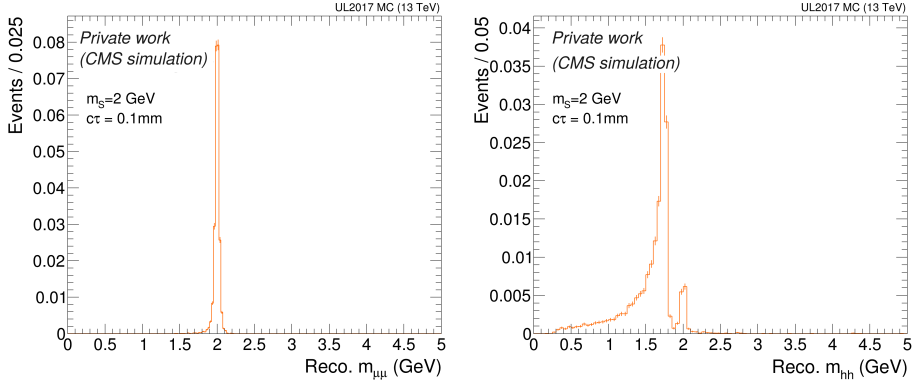 UL2017 MC (13 TeV)
Events / 0.025
0.08
0.07
0.06
0.05
0.04
0.03
0.02
0.01
0
Private work
(CMS simulation)
m_S=2 GeV
cτ = 0.1mm
0 0.5 1 1.5 2 2.5 3 3.5 4 4.5 5
Reco. m_μμ (GeV)
UL2017 MC (13 TeV)
Events / 0.05
0.04
0.035
0.03
0.025
0.02
0.015
0.01
0.005
0
Private work
(CMS simulation)
m_S=2 GeV
cτ = 0.1mm
0 0.5 1 1.5 2 2.5 3 3.5 4 4.5 5
Reco. m_hh (GeV)